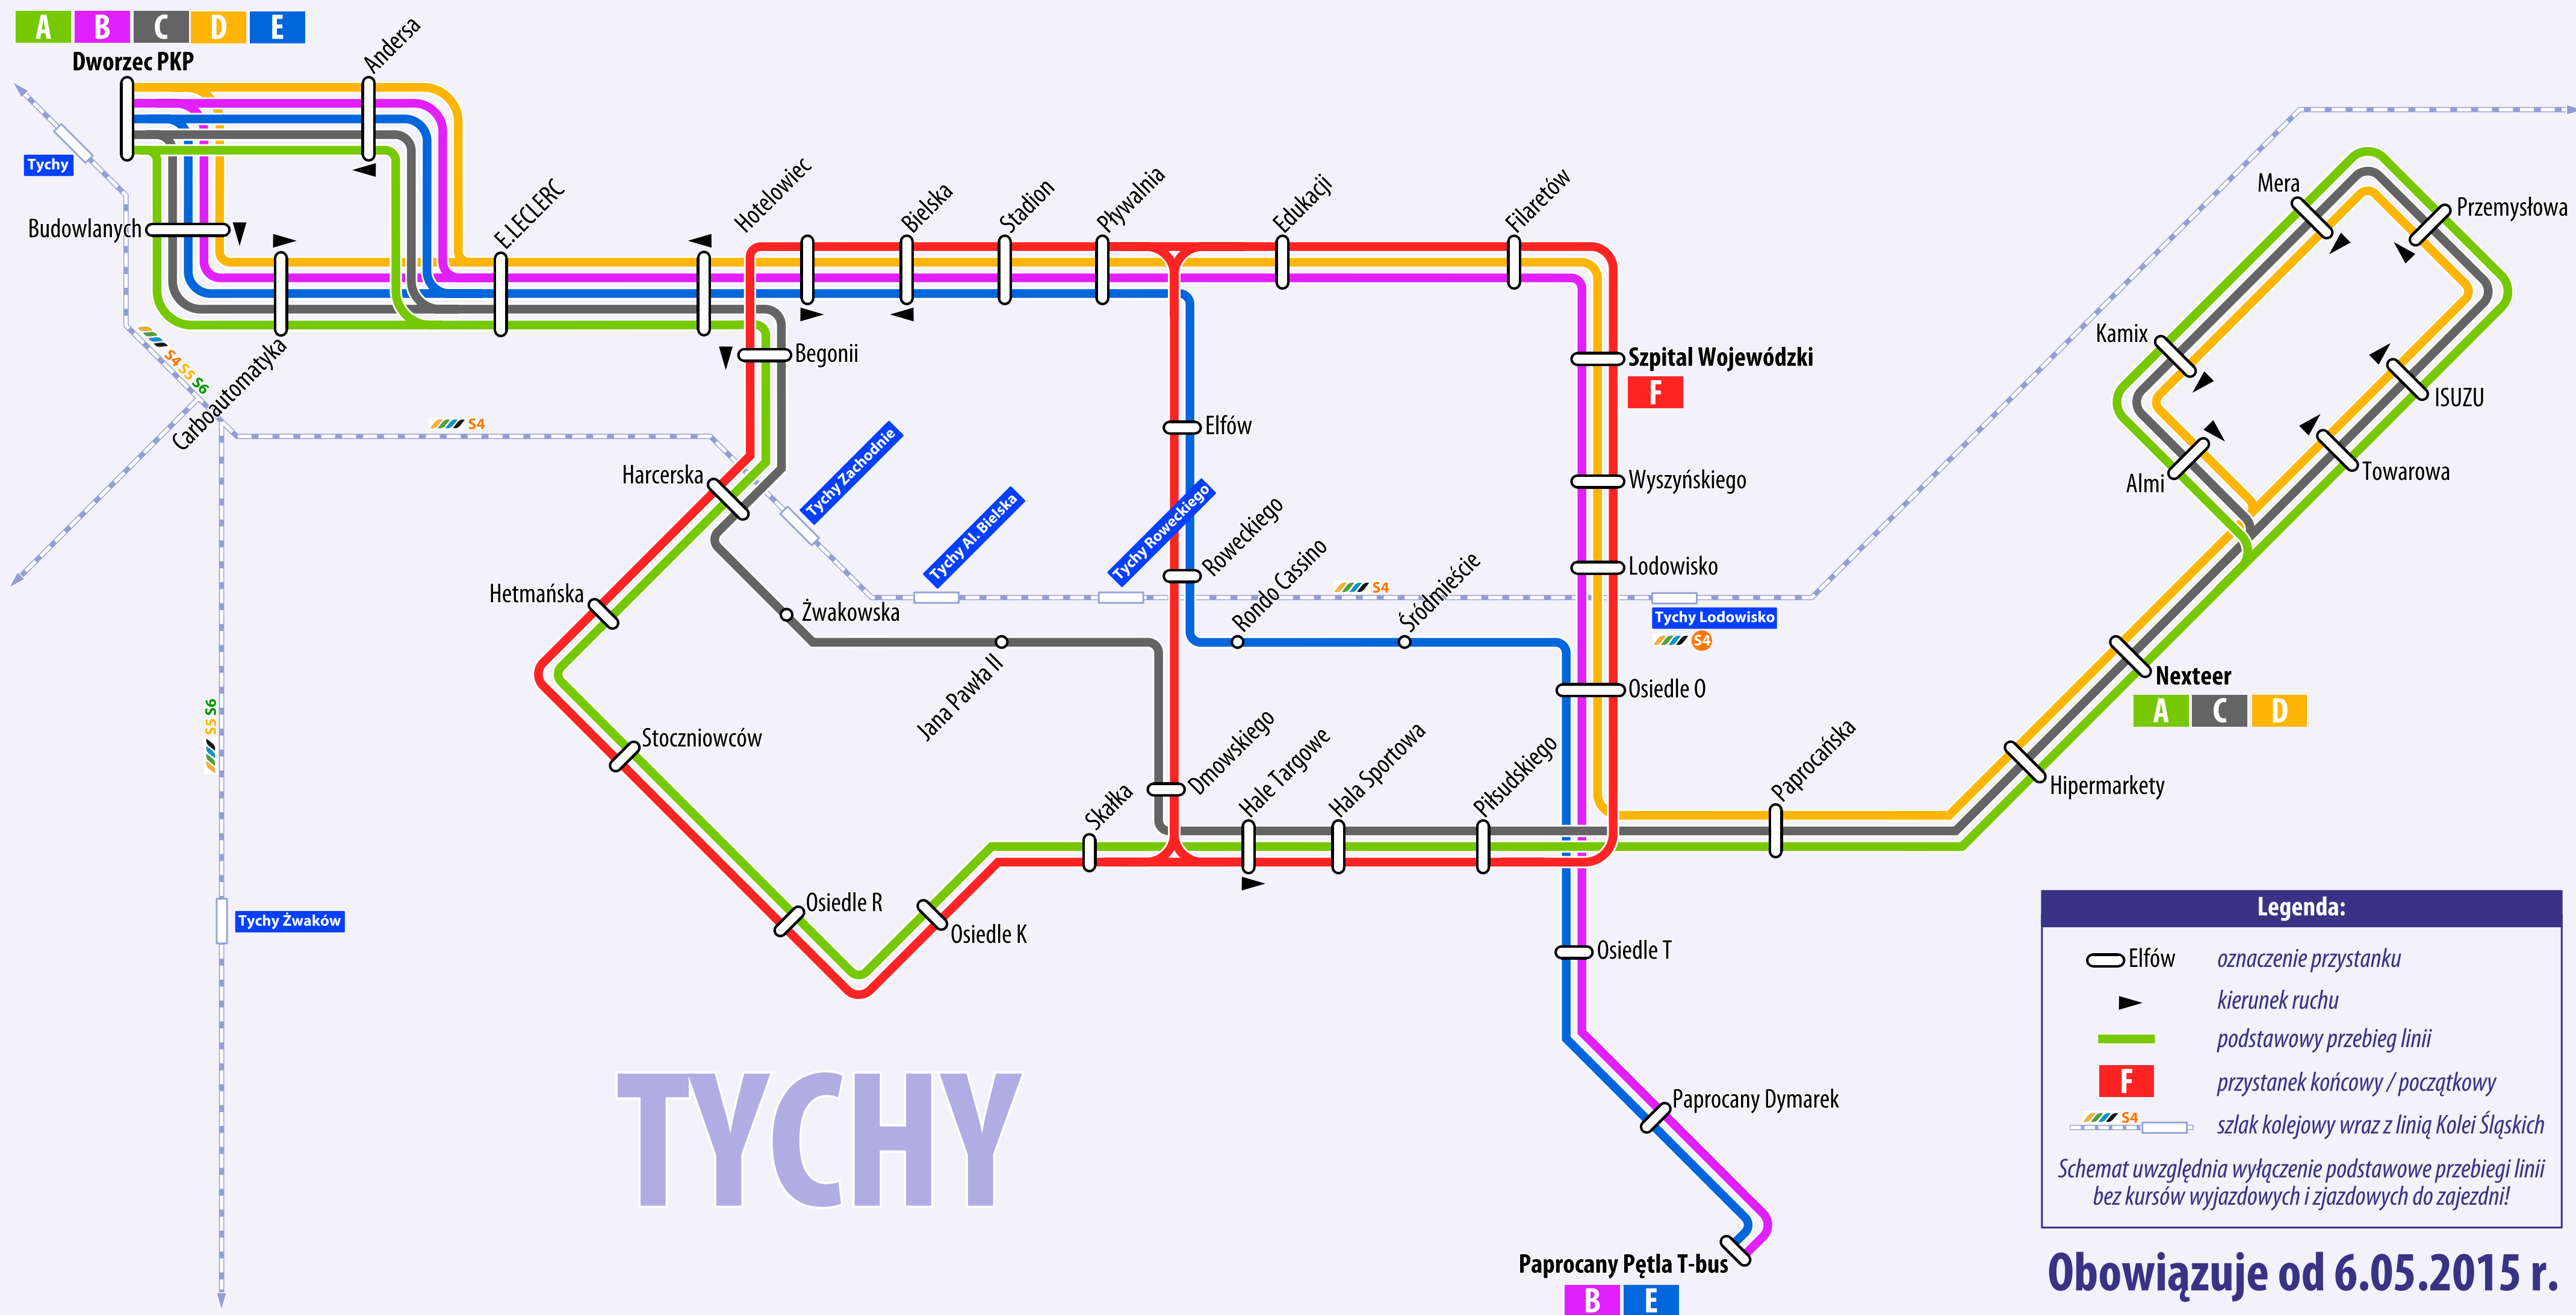 A B C D E
Dworzec PKP
Andersa
Tychy
Budowlanych
E.LECLERC
Hotelowiec
Bielska
Stadion
Pływalnia
Edukacji
Filaretów
Mera
Przemysłowa
S4 S5 S6
Carboautomatyka
Begonii
Szpital Wojewódzki
F
Kamix
ISUZU
S4
Elfów
Harcerska
Tychy Zachodnie
Tychy Al. Bielska
Tychy Roweckiego
Roweckiego
Wyszyńskiego
Almi
Towarowa
Hetmańska
Żwakowska
Rondo Cassino
Śródmieście
S4
Lodowisko
Tychy Lodowisko
S4
Jana Pawła II
Osiedle O
Nexteer
A C D
S5 S6
Stoczniowców
Skałka
Dmowskiego
Hale Targowe
Hala Sportowa
Piłsudskiego
Paprocańska
Hipermarkety
Tychy Żwaków
Osiedle R
Osiedle K
Osiedle T
TYCHY
Paprocany Dymarek
Paprocany Pętla T-bus
B E
Legenda:
Elfów oznaczenie przystanku
kierunek ruchu
podstawowy przebieg linii
F przystanek końcowy / początkowy
S4 szlak kolejowy wraz z linią Kolei Śląskich
Schemat uwzględnia wyłączenie podstawowe przebiegi linii
bez kursów wyjazdowych i zjazdowych do zajezdni!
Obowiązuje od 6.05.2015 r.